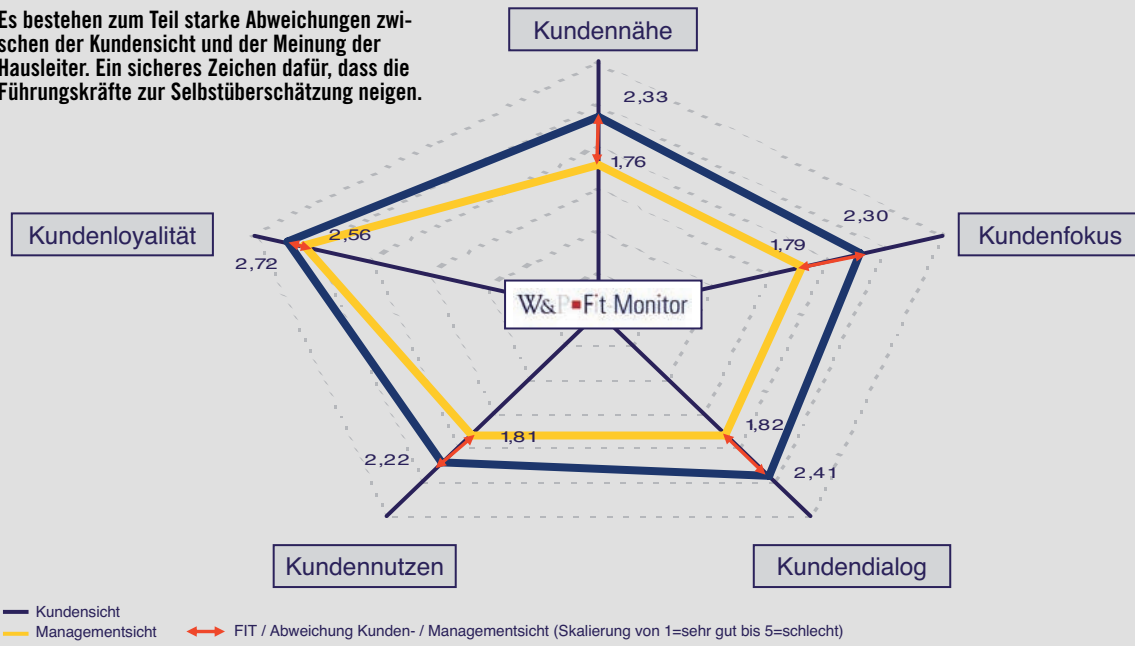 Es bestehen zum Teil starke Abweichungen zwi-
schen der Kundensicht und der Meinung der
Hausleiter. Ein sicheres Zeichen dafür, dass die
Führungskräfte zur Selbstüberschätzung neigen.
Kundennähe
2,33
1,76
2,30
Kundenloyalität
2,56
1,79
Kundenfokus
2,72
W&P Fit-Monitor
1,82
1,81
2,22
2,41
Kundennutzen
Kundendialog
Kundensicht
Managementsicht
FIT / Abweichung Kunden- / Managementsicht (Skalierung von 1=sehr gut bis 5=schlecht)